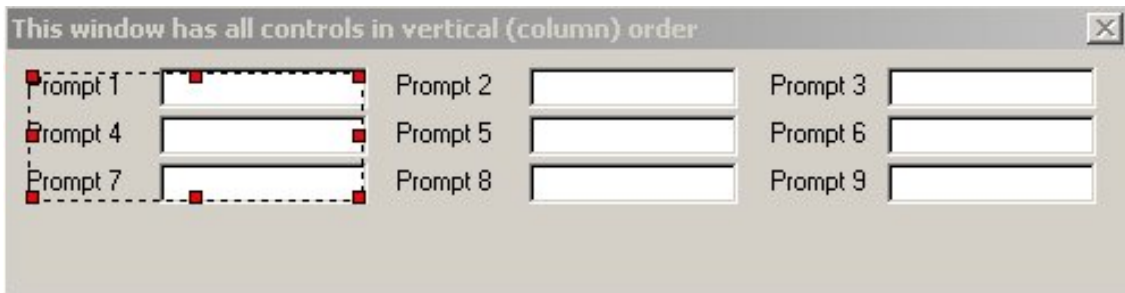 This window has all controls in vertical (column) order
Prompt 1 Prompt 2 Prompt 3
Prompt 4 Prompt 5 Prompt 6
Prompt 7 Prompt 8 Prompt 9